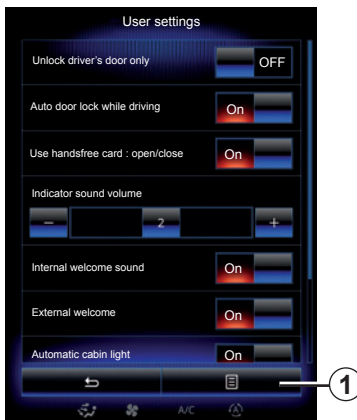 User settings
Unlock driver's door only OFF
Auto door lock while driving On
Use handsfree card : open/close On
Indicator sound volume
− 2 +
Internal welcome sound On
External welcome On
Automatic cabin light On
1
A/C (A)